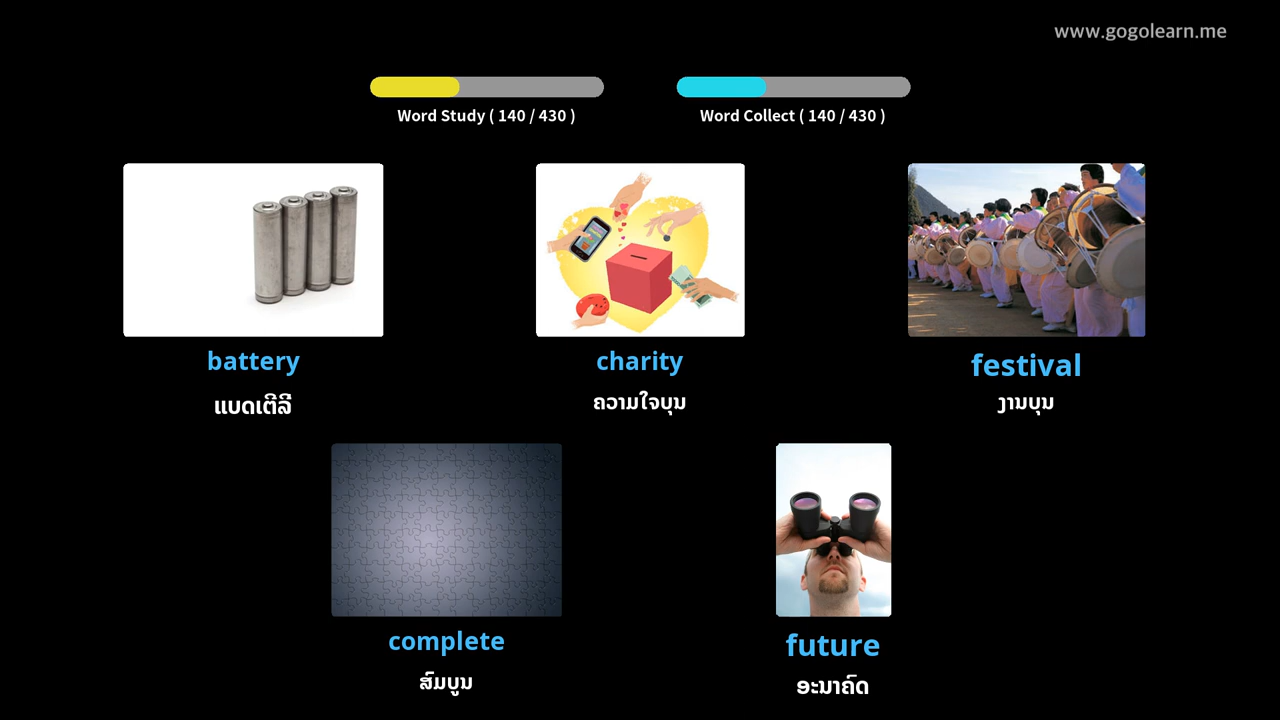 www.gogolearn.me
Word Study ( 140 / 430 )
Word Collect ( 140 / 430 )
battery
ແບດເຕີລີ
charity
ຄວາມໃຈບຸນ
festival
ງານບຸນ
complete
ສົມບູນ
future
ອະນາຄົດ